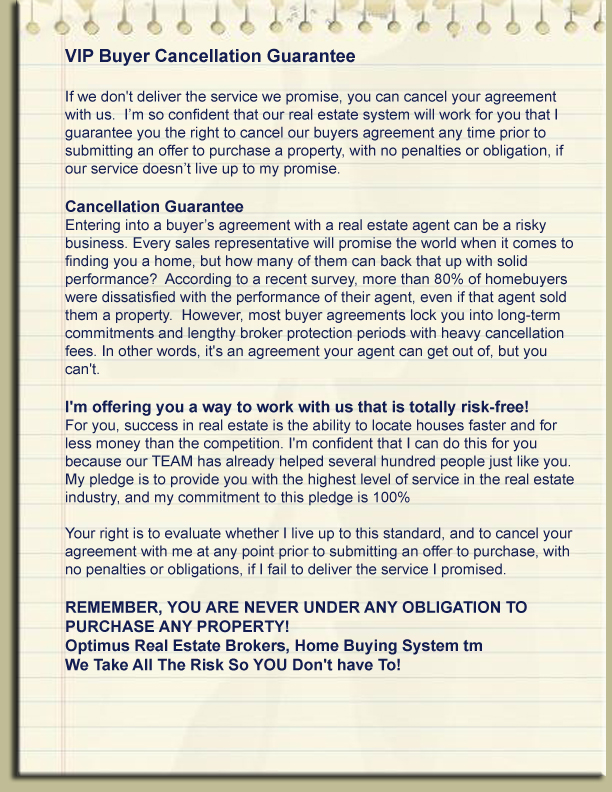 VIP Buyer Cancellation Guarantee
If we don't deliver the service we promise, you can cancel your agreement
with us.  I'm so confident that our real estate system will work for you that I
guarantee you the right to cancel our buyers agreement any time prior to
submitting an offer to purchase a property, with no penalties or obligation, if
our service doesn't live up to my promise.
Cancellation Guarantee
Entering into a buyer's agreement with a real estate agent can be a risky
business. Every sales representative will promise the world when it comes to
finding you a home, but how many of them can back that up with solid
performance?  According to a recent survey, more than 80% of homebuyers
were dissatisfied with the performance of their agent, even if that agent sold
them a property.  However, most buyer agreements lock you into long-term
commitments and lengthy broker protection periods with heavy cancellation
fees. In other words, it's an agreement your agent can get out of, but you
can't.
I'm offering you a way to work with us that is totally risk-free!
For you, success in real estate is the ability to locate houses faster and for
less money than the competition. I'm confident that I can do this for you
because our TEAM has already helped several hundred people just like you.
My pledge is to provide you with the highest level of service in the real estate
industry, and my commitment to this pledge is 100%
Your right is to evaluate whether I live up to this standard, and to cancel your
agreement with me at any point prior to submitting an offer to purchase, with
no penalties or obligations, if I fail to deliver the service I promised.
REMEMBER, YOU ARE NEVER UNDER ANY OBLIGATION TO
PURCHASE ANY PROPERTY!
Optimus Real Estate Brokers, Home Buying System tm
We Take All The Risk So YOU Don't have To!